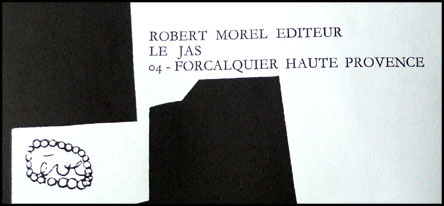 ROBERT MOREL EDITEUR
LE JAS
04 - FORCALQUIER HAUTE PROVENCE